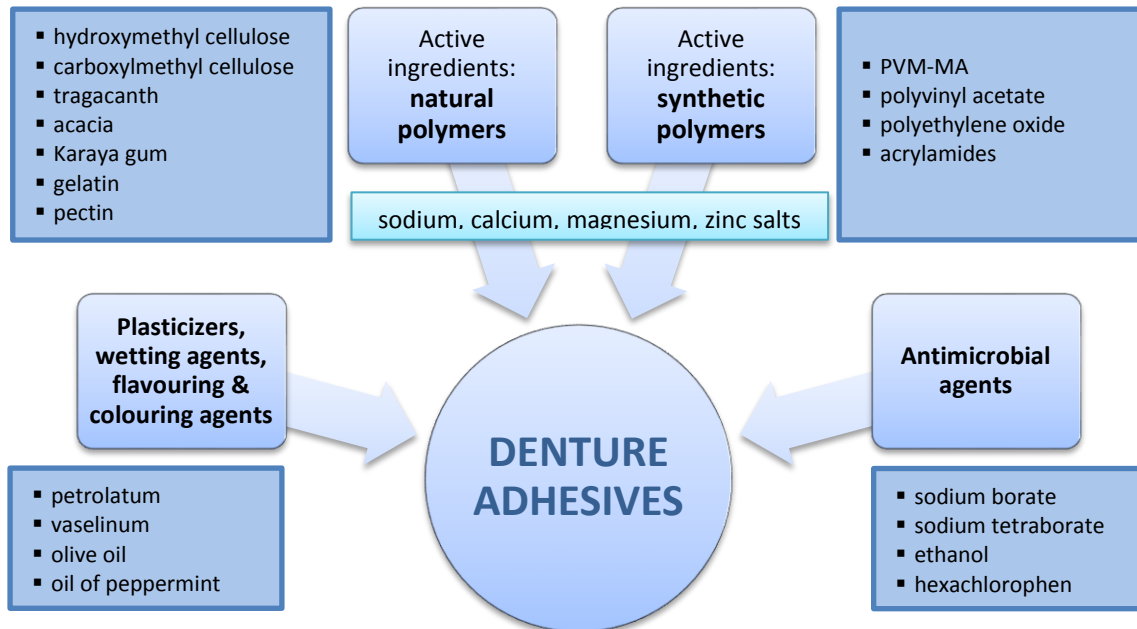 ▪ hydroxymethyl cellulose
▪ carboxylmethyl cellulose
▪ tragacanth
▪ acacia
▪ Karaya gum
▪ gelatin
▪ pectin
Active
ingredients:
natural
polymers
Active
ingredients:
synthetic
polymers
▪ PVM-MA
▪ polyvinyl acetate
▪ polyethylene oxide
▪ acrylamides
sodium, calcium, magnesium, zinc salts
Plasticizers,
wetting agents,
flavouring &
colouring agents
Antimicrobial
agents
DENTURE
ADHESIVES
▪ petrolatum
▪ vaselinum
▪ olive oil
▪ oil of peppermint
▪ sodium borate
▪ sodium tetraborate
▪ ethanol
▪ hexachlorophen